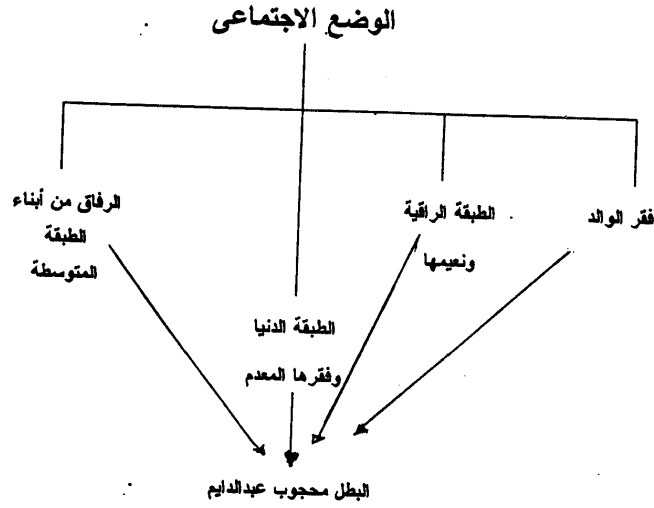 الوضع الاجتماعى
فقر الوالد
الطبقة الراقية
ونعيمها
الطبقة الدنيا
وفقرها المعدم
الرفاق من أبناء
الطبقة
المتوسطة
البطل محجوب عبدالدايم